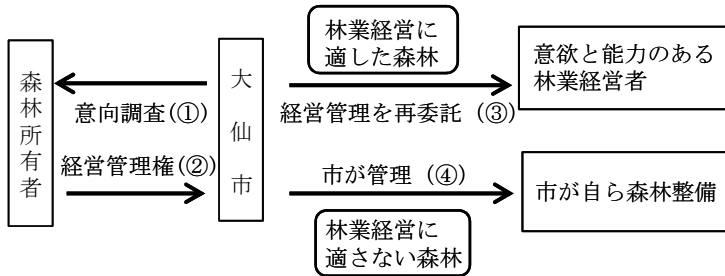 森林所有者
意向調査(①)
経営管理権(②)
大仙市
林業経営に
適した森林
経営管理を再委託 (③)
市が管理 (④)
林業経営に
適さない森林
意欲と能力のある
林業経営者
市が自ら森林整備